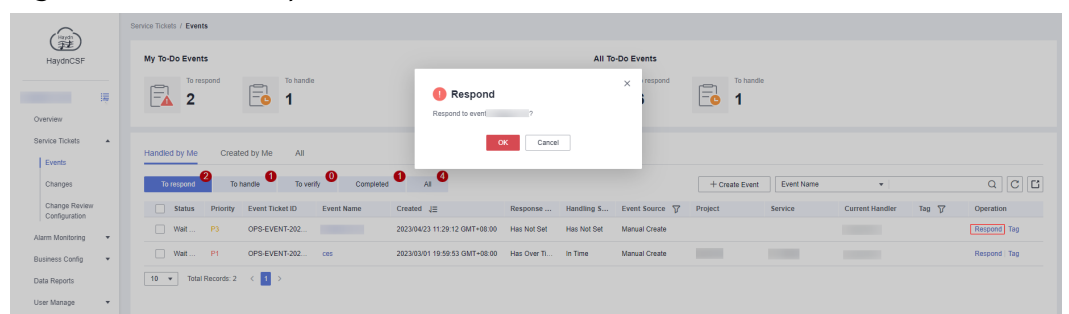 Service Tickets / Events
Haydn
HaydnCSF
My To-Do Events
All To-Do Events
To respond
2
To handle
1
respond
To handle
1
Respond
Respond to event ?
OK
Cancel
Overview
Service Tickets
Events
Changes
Change Review
Configuration
Alarm Monitoring
Business Config
Data Reports
User Manage
Handled by Me
Created by Me
All
To respond 2
To handle 1
To verify 0
Completed 1
All 4
+ Create Event
Event Name
Status Priority Event Ticket ID Event Name Created Response ... Handling S... Event Source Project Service Current Handler Tag Operation
Wait ... P3 OPS-EVENT-202... 2023/04/23 11:29:12 GMT+08:00 Has Not Set Has Not Set Manual Create Respond Tag
Wait ... P1 OPS-EVENT-202... ces 2023/03/01 19:59:53 GMT+08:00 Has Over Ti... In Time Manual Create Respond Tag
10 Total Records: 2 < 1 >